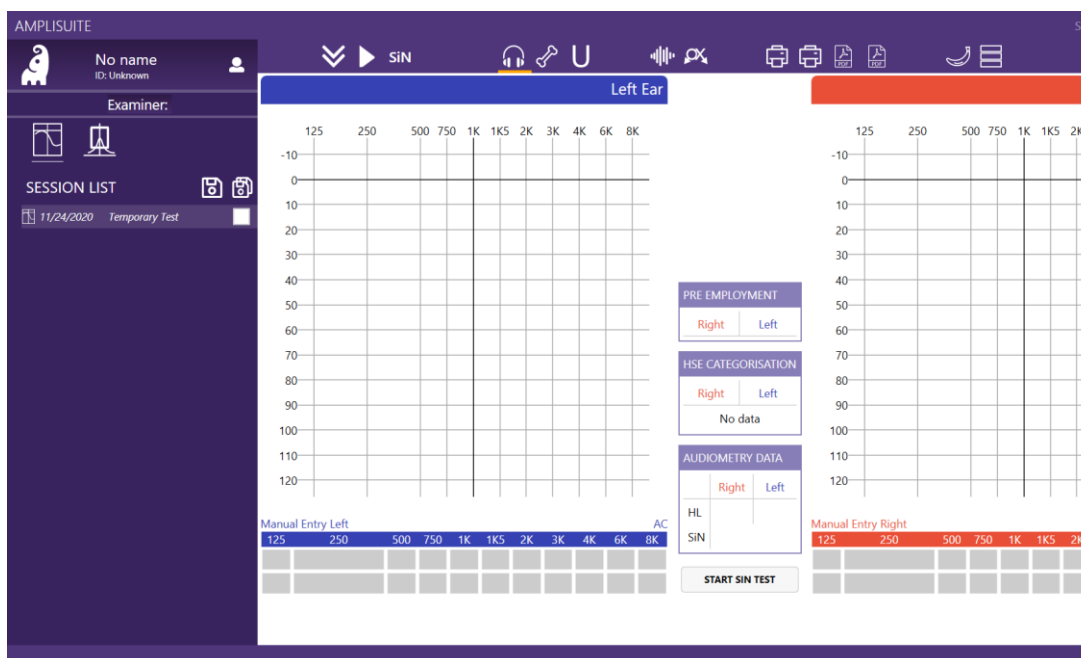 AMPLISUITE
S
No name
ID: Unknown
SiN
PDF PDF
Examiner:
SESSION LIST
11/24/2020 Temporary Test
Left Ear
125 250 500 750 1K 1K5 2K 3K 4K 6K 8K
-10
0
10
20
30
40
50
60
70
80
90
100
110
120
Manual Entry Left AC
125 250 500 750 1K 1K5 2K 3K 4K 6K 8K
PRE EMPLOYMENT
Right Left
HSE CATEGORISATION
Right Left
No data
AUDIOMETRY DATA
Right Left
HL
SiN
START SIN TEST
125 250 500 750 1K 1K5 2K
-10
0
10
20
30
40
50
60
70
80
90
100
110
120
Manual Entry Right
125 250 500 750 1K 1K5 2K